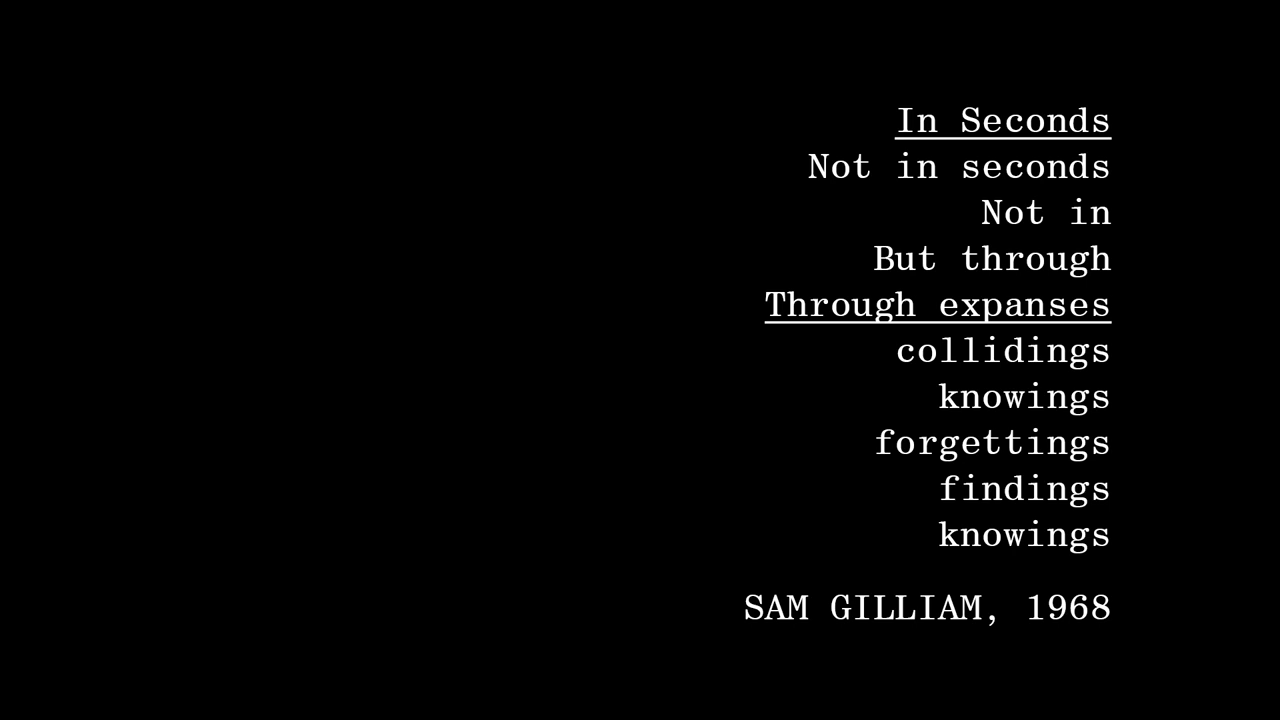 In Seconds
Not in seconds
Not in
But through
Through expanses
collidings
knowings
forgettings
findings
knowings
SAM GILLIAM, 1968